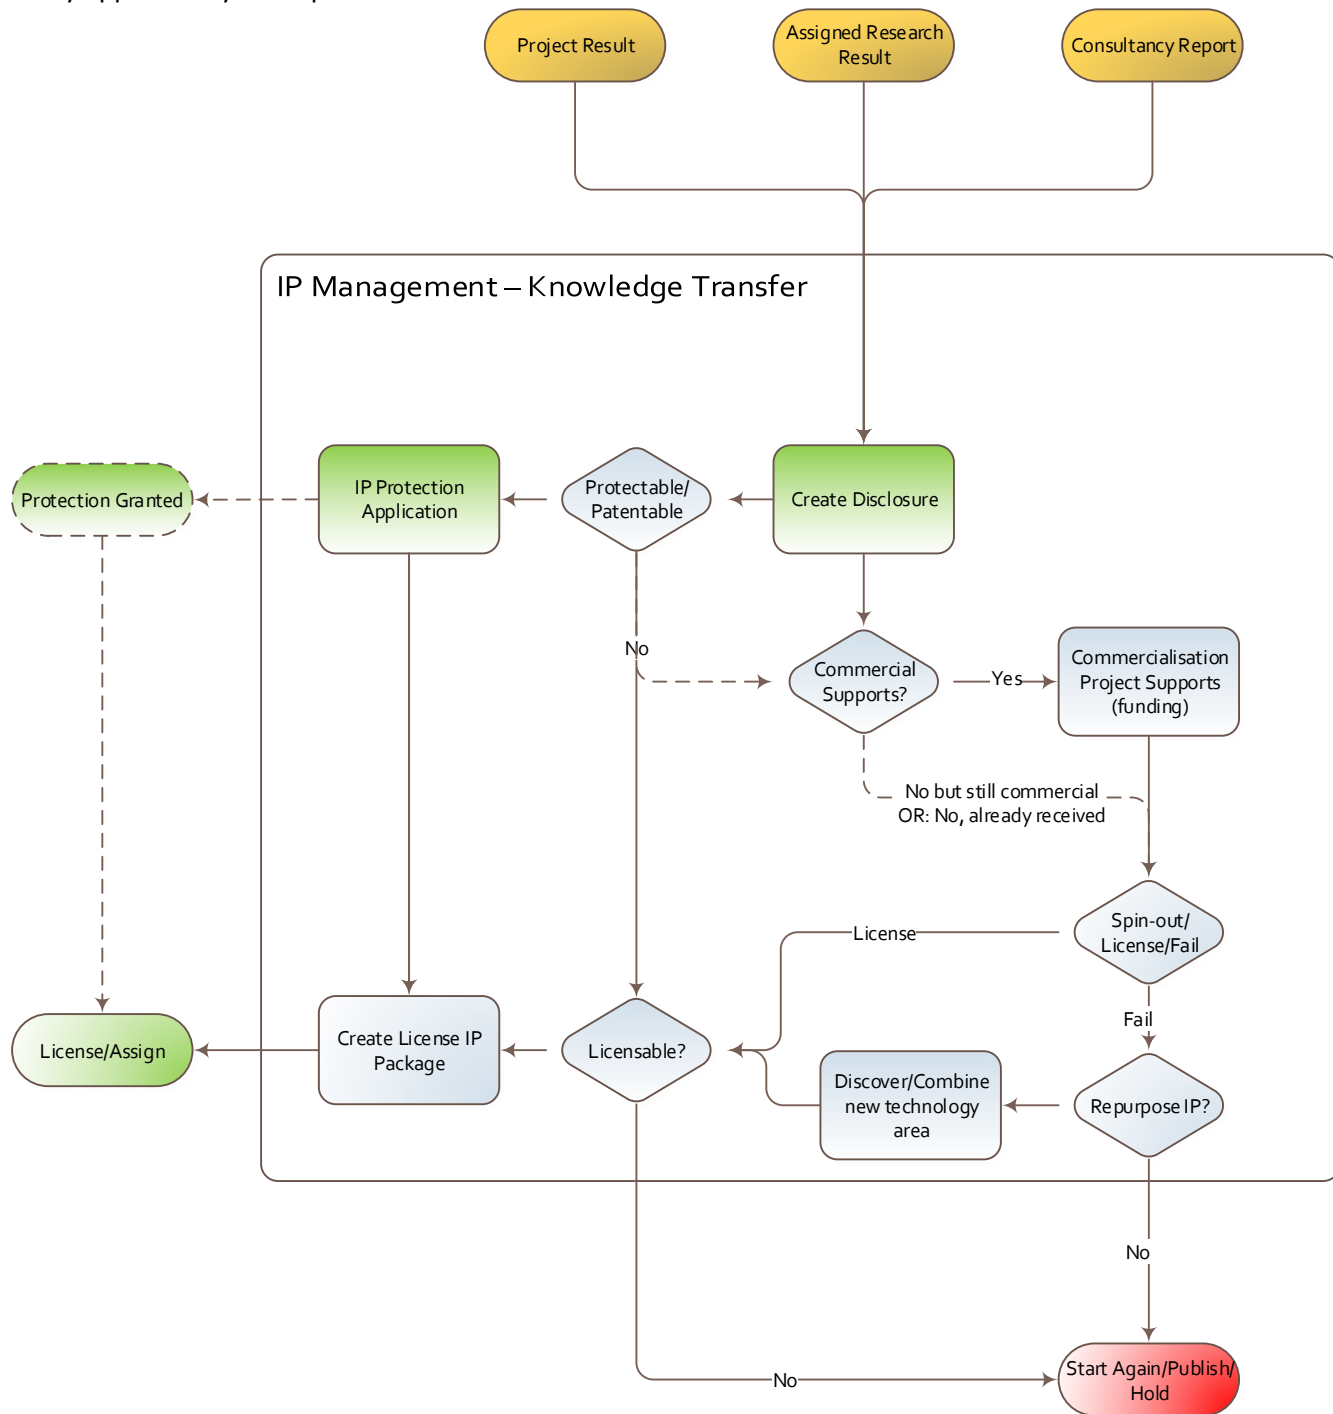 Project Result
Assigned Research
Result
Consultancy Report
IP Management – Knowledge Transfer
Protection Granted
IP Protection
Application
Protectable/
Patentable
Create Disclosure
No
Commercial
Supports?
Yes
Commercialisation
Project Supports
(funding)
No but still commercial
OR: No, already received
License
Spin-out/
License/Fail
Fail
License/Assign
Create License IP
Package
Licensable?
Discover/Combine
new technology
area
Repurpose IP?
No
No
Start Again/Publish/
Hold